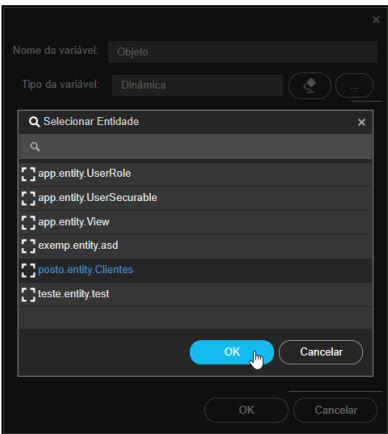 ×
Nome da variável: Objeto
Tipo da variável: Dinâmica ...
Selecionar Entidade ×
app.entity.UserRole
app.entity.UserSecurable
app.entity.View
exemp.entity.asd
posto.entity.Clientes
teste.entity.test
OK Cancelar
OK Cancelar